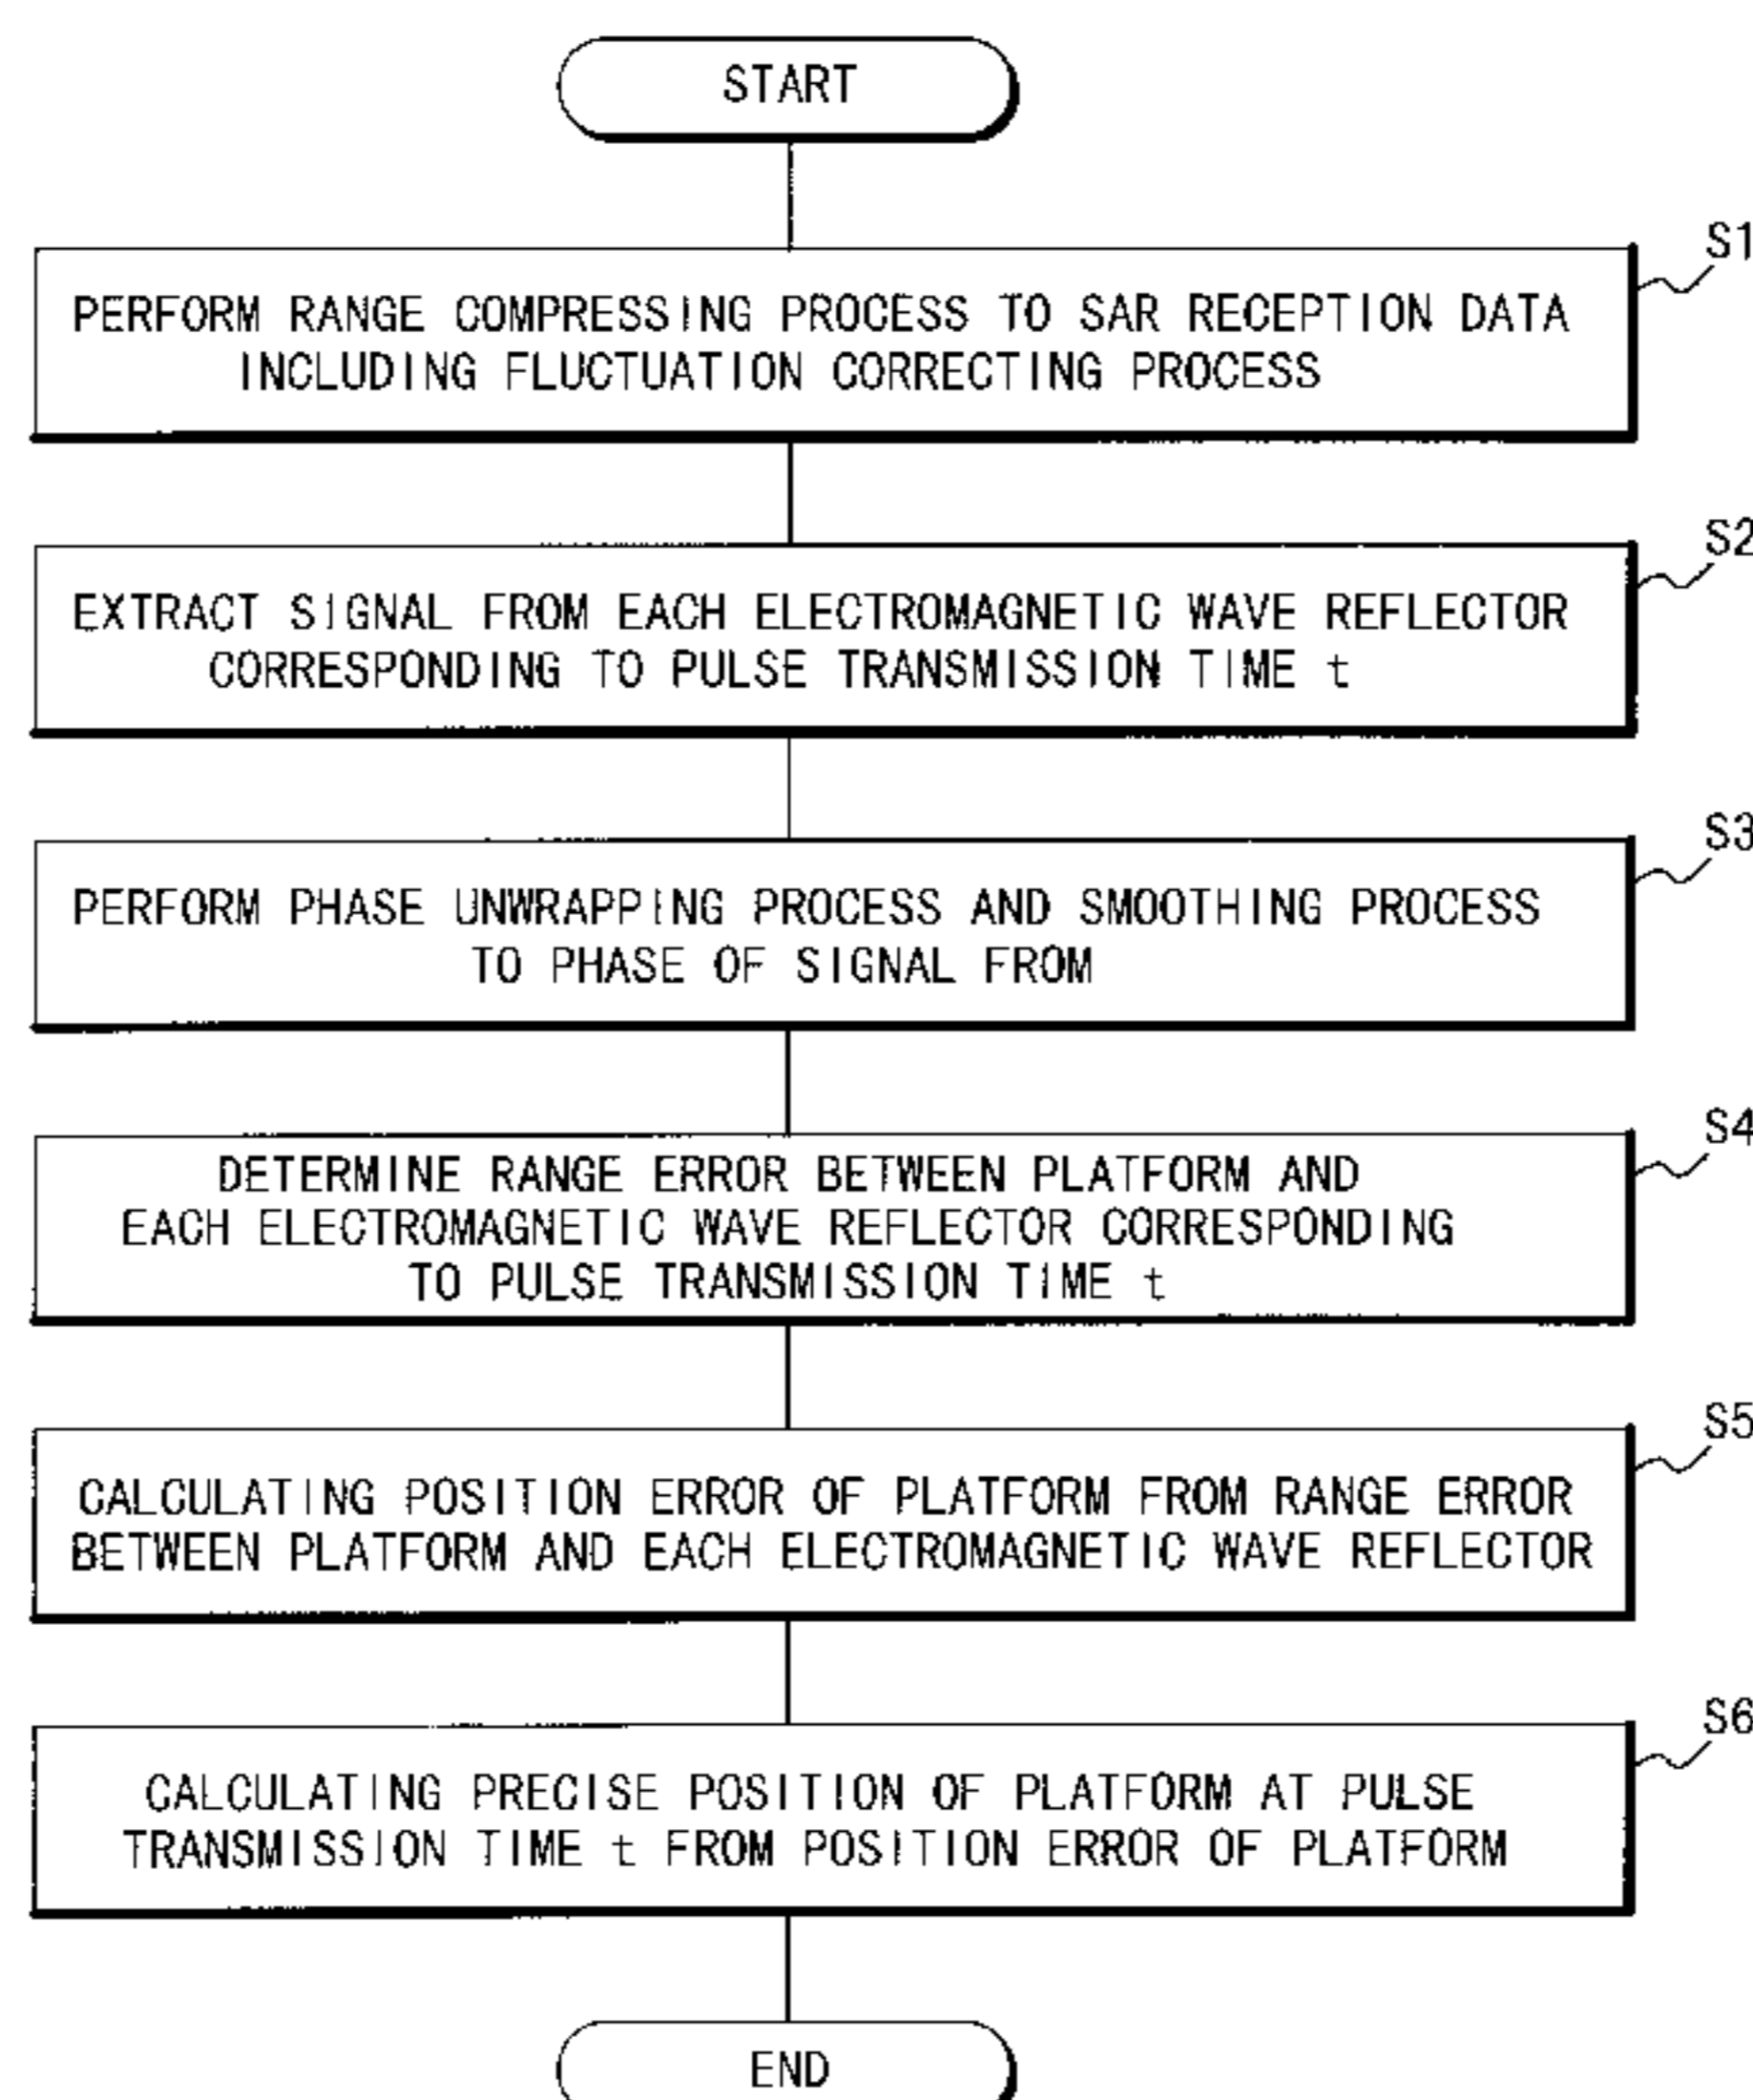 START
S1
PERFORM RANGE COMPRESSING PROCESS TO SAR RECEPTION DATA
INCLUDING FLUCTUATION CORRECTING PROCESS
S2
EXTRACT SIGNAL FROM EACH ELECTROMAGNETIC WAVE REFLECTOR
CORRESPONDING TO PULSE TRANSMISSION TIME t
S3
PERFORM PHASE UNWRAPPING PROCESS AND SMOOTHING PROCESS
TO PHASE OF SIGNAL FROM
S4
DETERMINE RANGE ERROR BETWEEN PLATFORM AND
EACH ELECTROMAGNETIC WAVE REFLECTOR CORRESPONDING
TO PULSE TRANSMISSION TIME t
S5
CALCULATING POSITION ERROR OF PLATFORM FROM RANGE ERROR
BETWEEN PLATFORM AND EACH ELECTROMAGNETIC WAVE REFLECTOR
S6
CALCULATING PRECISE POSITION OF PLATFORM AT PULSE
TRANSMISSION TIME t FROM POSITION ERROR OF PLATFORM
END